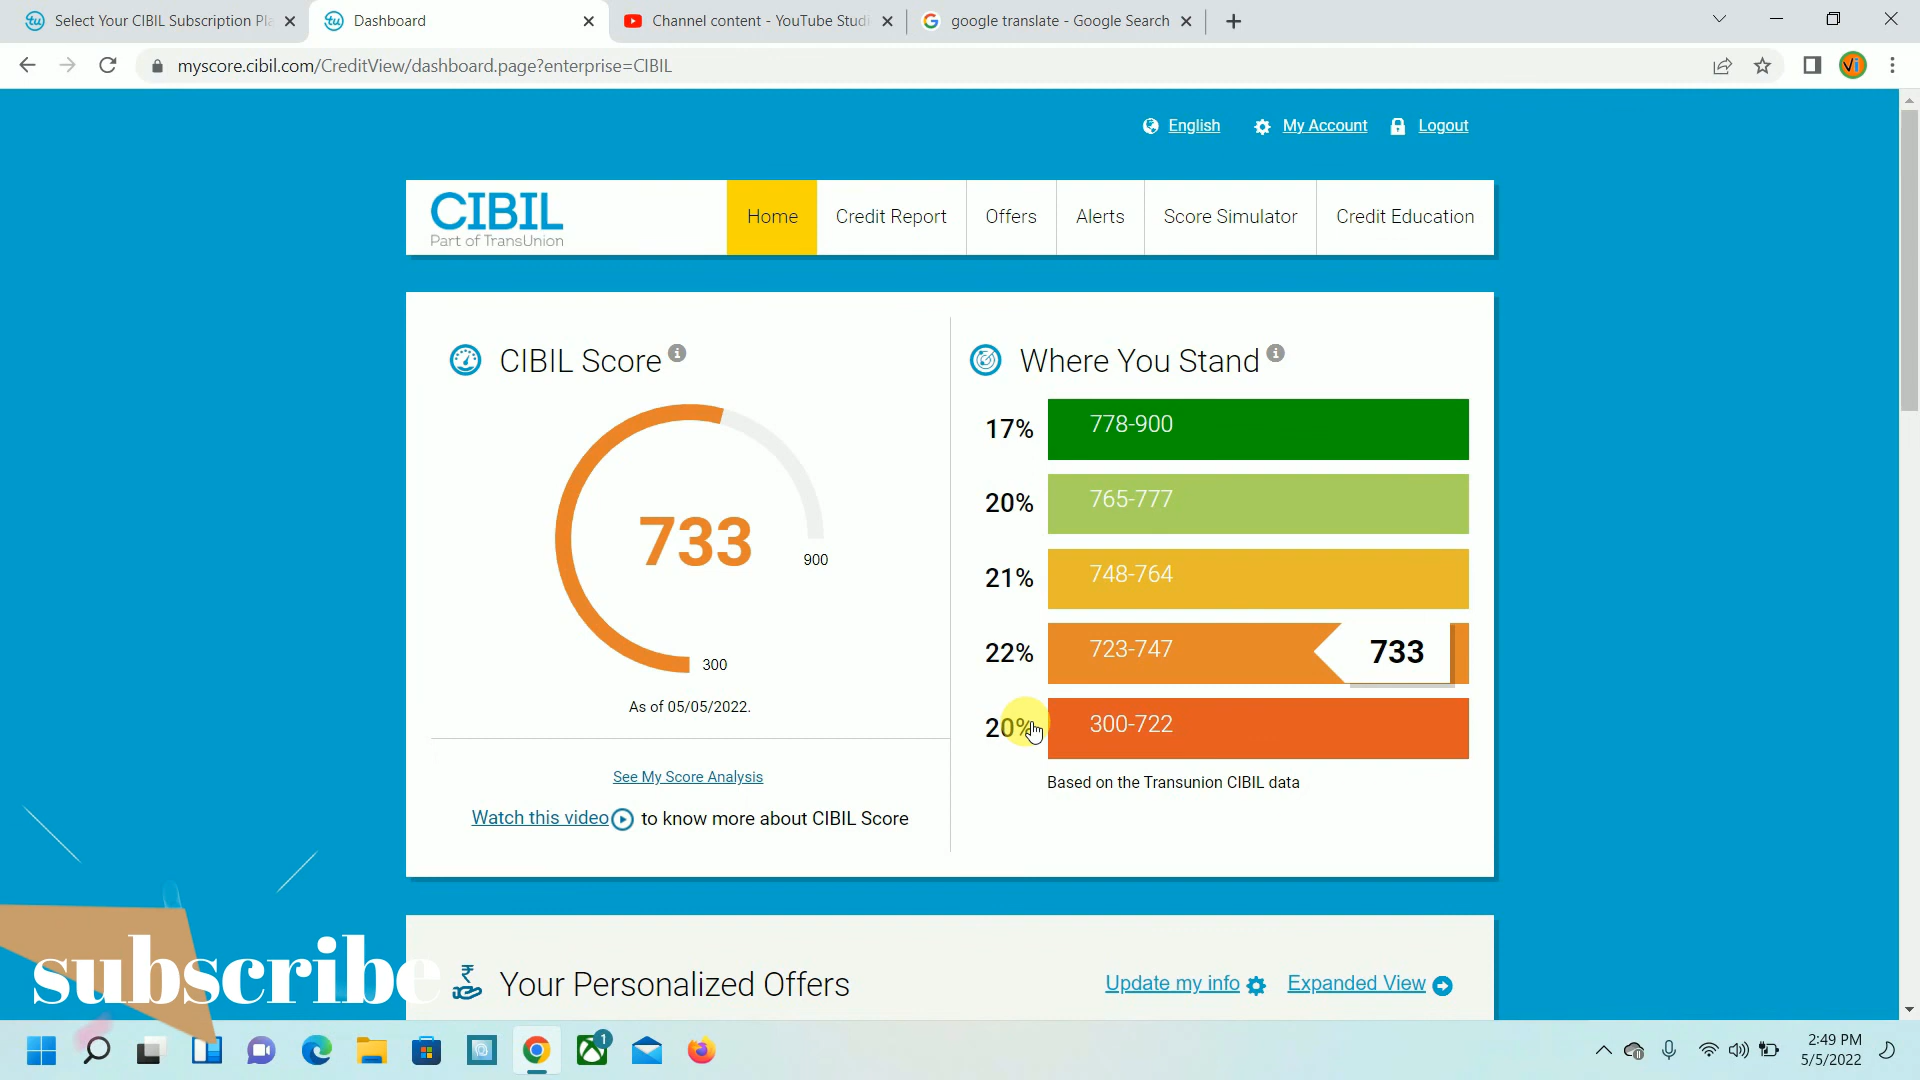 Select Your CIBIL Subscription Pla
Dashboard
Channel content - YouTube Studi
google translate - Google Search
myscore.cibil.com/CreditView/dashboard.page?enterprise=CIBIL
English
My Account
Logout
CIBIL
Part of TransUnion
Home
Credit Report
Offers
Alerts
Score Simulator
Credit Education
CIBIL Score
733
900
300
As of 05/05/2022.
See My Score Analysis
Watch this video to know more about CIBIL Score
Where You Stand
17% 778-900
20% 765-777
21% 748-764
22% 723-747 733
20% 300-722
Based on the Transunion CIBIL data
Your Personalized Offers
Update my info
Expanded View
subscribe
1
2:49 PM
5/5/2022